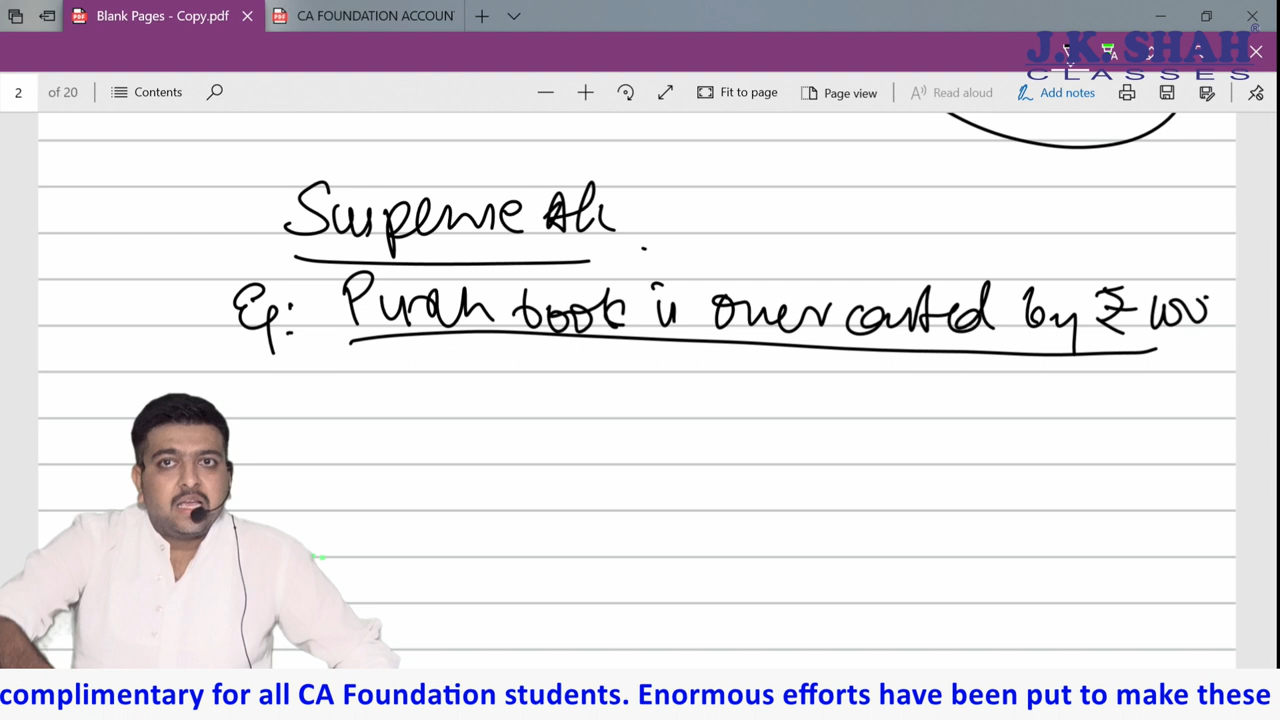 Blank Pages - Copy.pdf
CA FOUNDATION ACCOUN
J.K. SHAH®
CLASSES
2 of 20
Contents
Fit to page
Page view
Read aloud
Add notes
Suspense A/c
Eg: Purch book is overcasted by ₹ 100
complimentary for all CA Foundation students. Enormous efforts have been put to make these